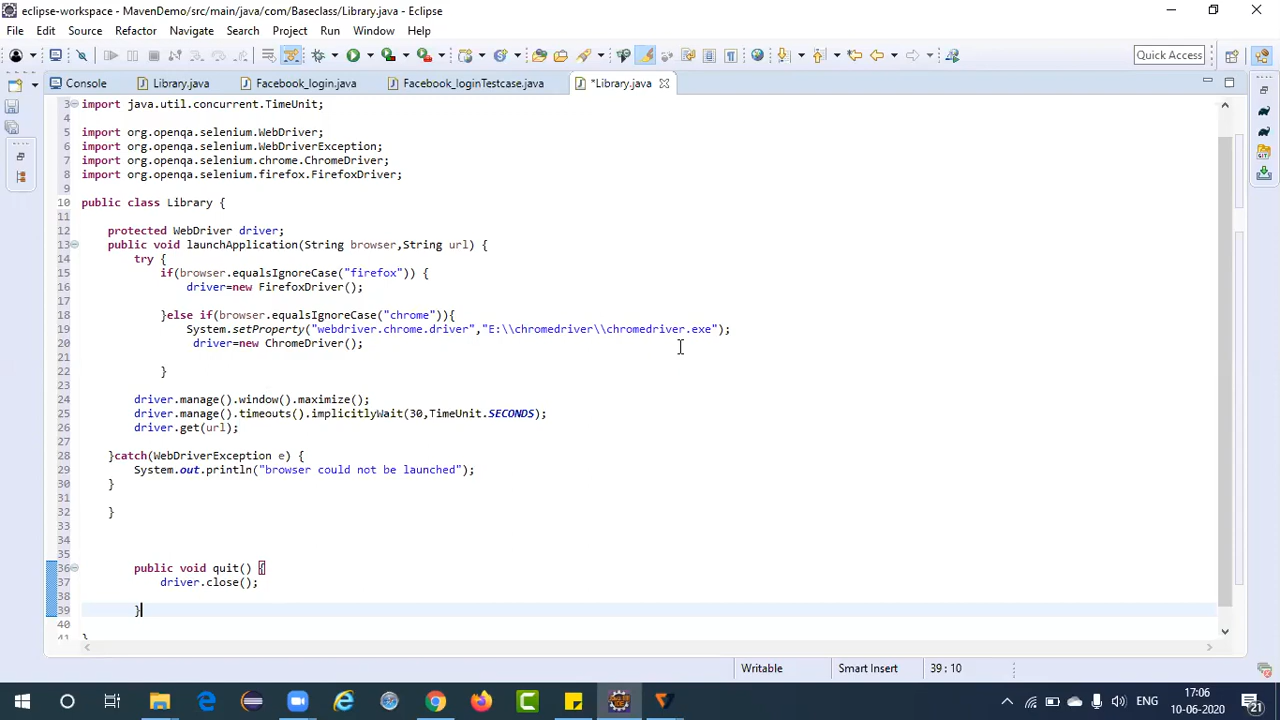 eclipse-workspace - MavenDemo/src/main/java/com/Baseclass/Library.java - Eclipse
File Edit Source Refactor Navigate Search Project Run Window Help
Quick Access
Console Library.java Facebook_login.java Facebook_loginTestcase.java *Library.java
3 import java.util.concurrent.TimeUnit;
4
5 import org.openqa.selenium.WebDriver;
6 import org.openqa.selenium.WebDriverException;
7 import org.openqa.selenium.chrome.ChromeDriver;
8 import org.openqa.selenium.firefox.FirefoxDriver;
9
10 public class Library {
11
12 protected WebDriver driver;
13 public void launchApplication(String browser,String url) {
14 try {
15 if(browser.equalsIgnoreCase("firefox")) {
16 driver=new FirefoxDriver();
17
18 }else if(browser.equalsIgnoreCase("chrome")){
19 System.setProperty("webdriver.chrome.driver","E:\\chromedriver\\chromedriver.exe");
20 driver=new ChromeDriver();
21
22 }
23
24 driver.manage().window().maximize();
25 driver.manage().timeouts().implicitlyWait(30,TimeUnit.SECONDS);
26 driver.get(url);
27
28 }catch(WebDriverException e) {
29 System.out.println("browser could not be launched");
30 }
31
32 }
33
34
35
36 public void quit() {
37 driver.close();
38
39 }
40
41 }
Writable Smart Insert 39 : 10
ENG 17:06
10-06-2020 21